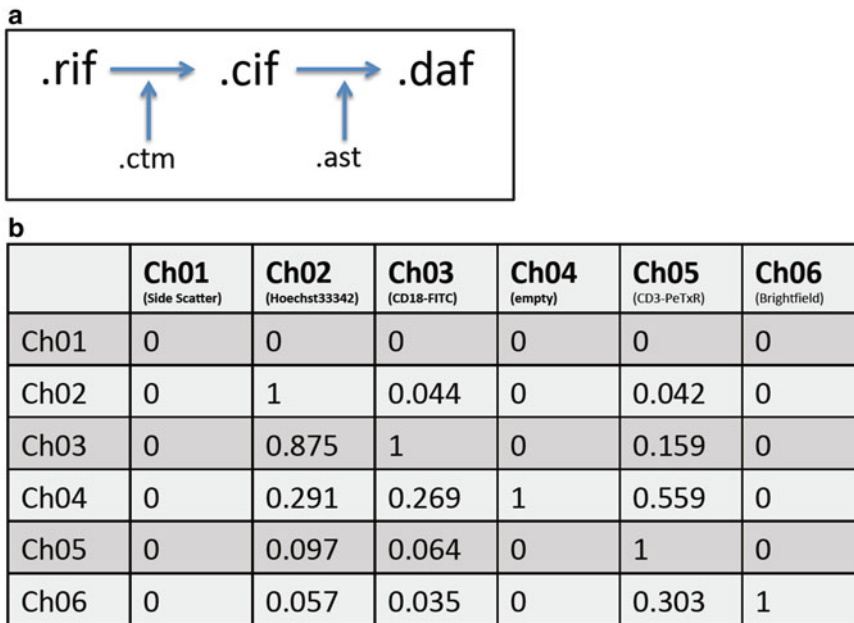 a
.rif .cif .daf
.ctm .ast
b
Ch01 Ch02 Ch03 Ch04 Ch05 Ch06
(Side Scatter) (Hoechst33342) (CD18-FITC) (empty) (CD3-PeTxR) (Brightfield)
Ch01 0 0 0 0 0 0
Ch02 0 1 0.044 0 0.042 0
Ch03 0 0.875 1 0 0.159 0
Ch04 0 0.291 0.269 1 0.559 0
Ch05 0 0.097 0.064 0 1 0
Ch06 0 0.057 0.035 0 0.303 1